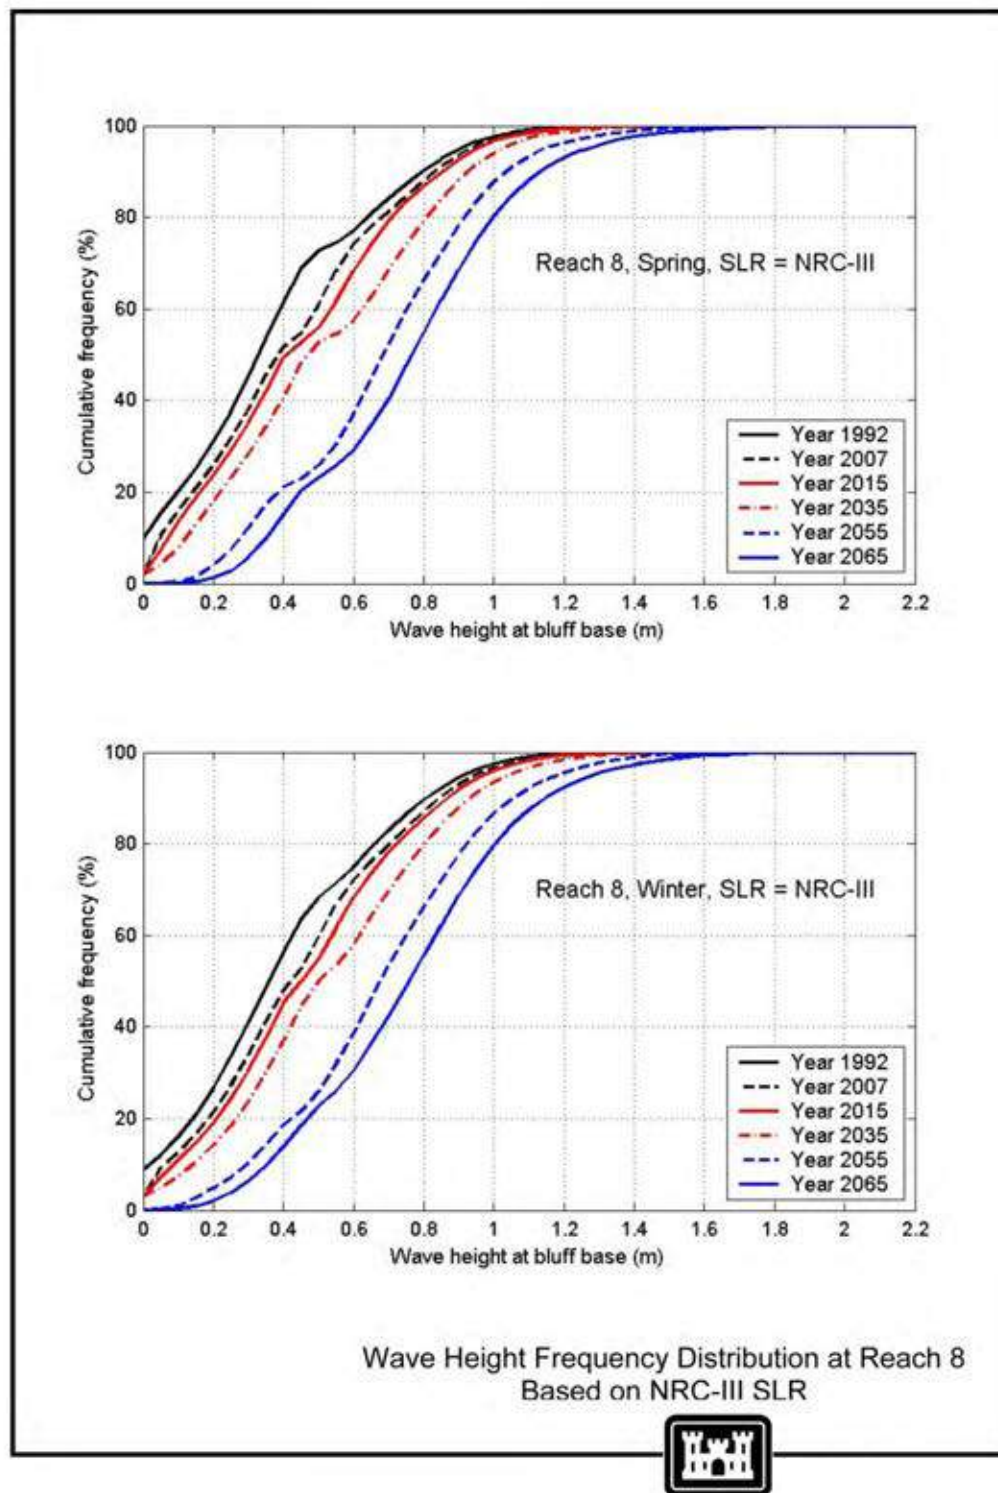 100
80
60
40
20
0
Cumulative frequency (%)
Reach 8, Spring, SLR = NRC-III
Year 1992
Year 2007
Year 2015
Year 2035
Year 2055
Year 2065
0 0.2 0.4 0.6 0.8 1 1.2 1.4 1.6 1.8 2 2.2
Wave height at bluff base (m)
100
80
60
40
20
0
Cumulative frequency (%)
Reach 8, Winter, SLR = NRC-III
Year 1992
Year 2007
Year 2015
Year 2035
Year 2055
Year 2065
0 0.2 0.4 0.6 0.8 1 1.2 1.4 1.6 1.8 2 2.2
Wave height at bluff base (m)
Wave Height Frequency Distribution at Reach 8
Based on NRC-III SLR